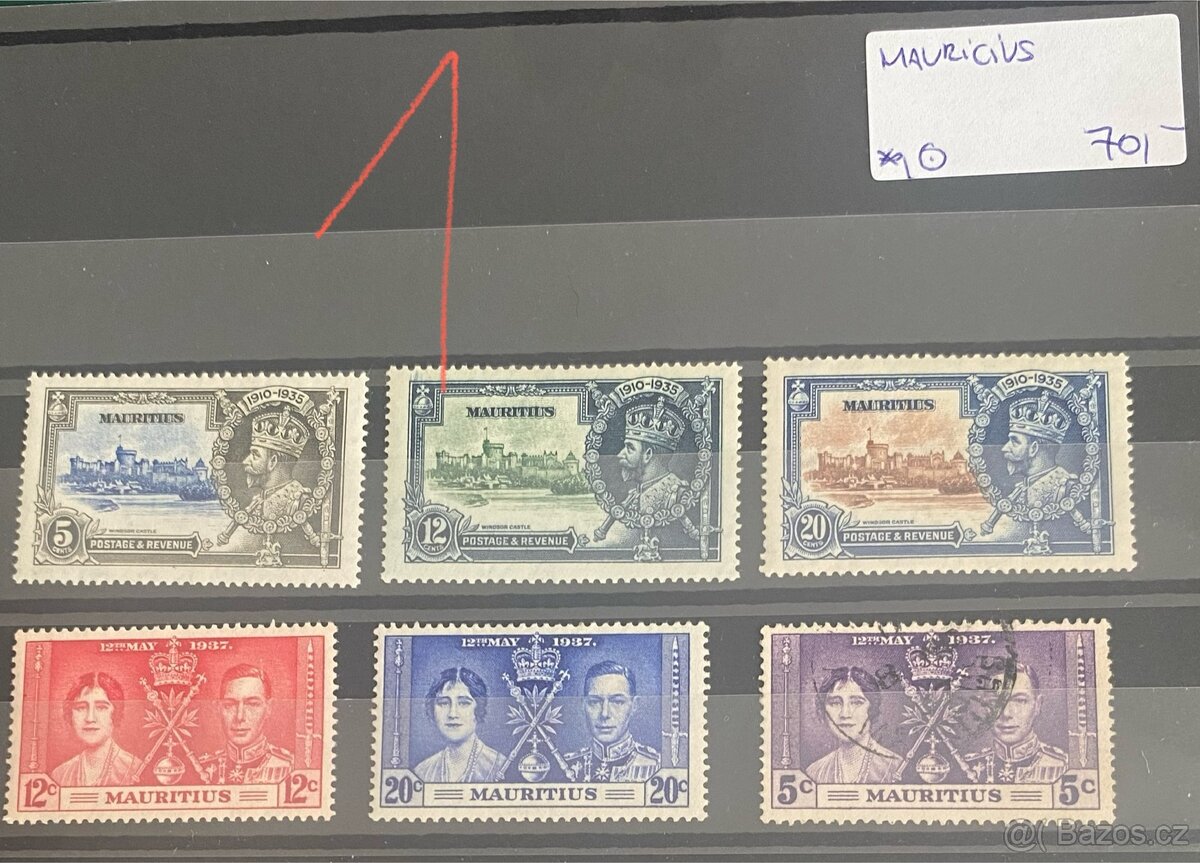 MAURICIUS
*, ⊙ 70,-
1
1910-1935
MAURITIUS
WINDSOR CASTLE
5
CENTS
POSTAGE & REVENUE
1910-1935
MAURITIUS
WINDSOR CASTLE
12
CENTS
POSTAGE & REVENUE
1910-1935
MAURITIUS
WINDSOR CASTLE
20
CENTS
POSTAGE & REVENUE
12TH MAY 1937.
12c MAURITIUS 12c
12TH MAY 1937.
20c MAURITIUS 20c
12TH MAY 1937.
5c MAURITIUS 5c
@( Bazos.cz